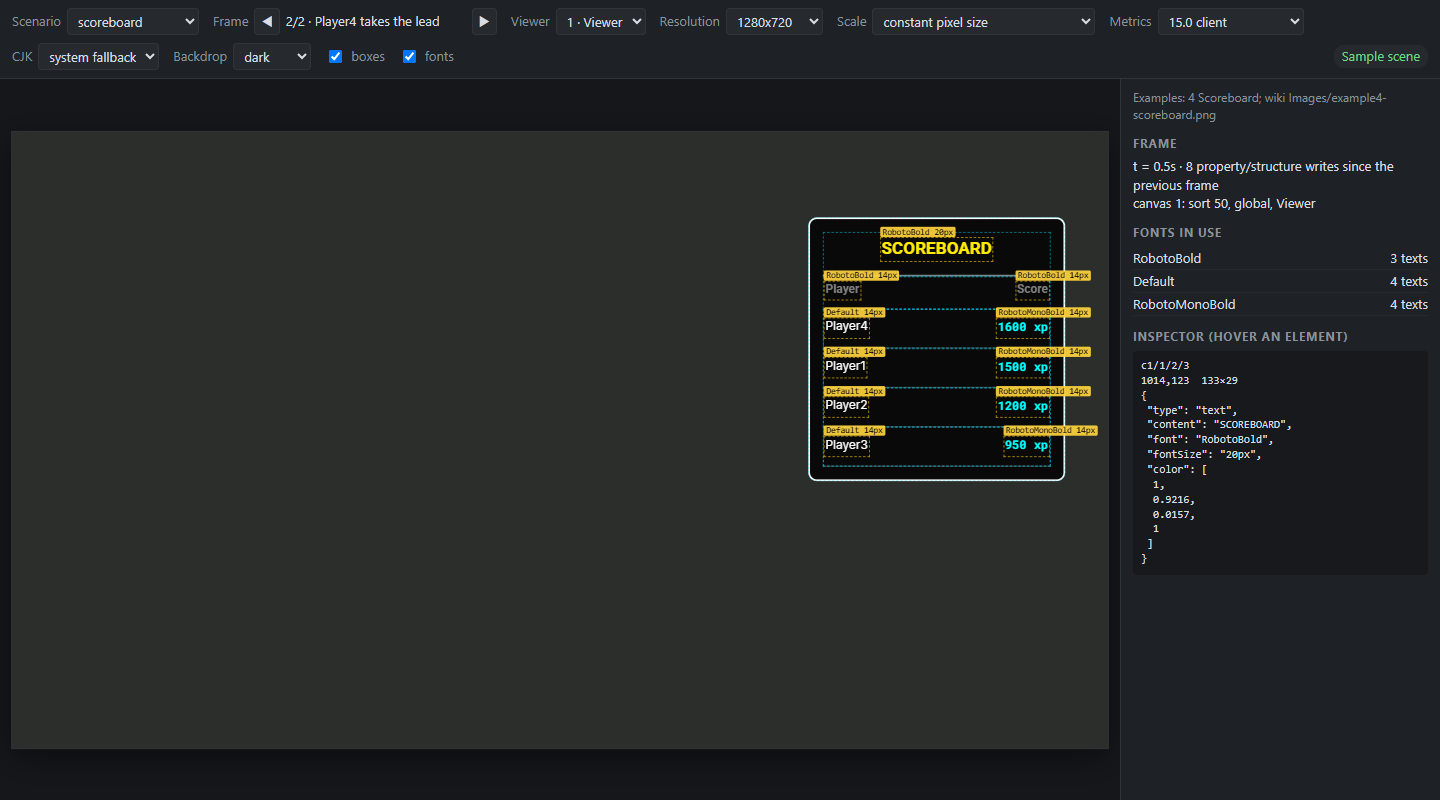 Scenario scoreboard Frame ◀ 2/2 · Player4 takes the lead ▶ Viewer 1 · Viewer Resolution 1280x720 Scale constant pixel size Metrics 15.0 client
CJK system fallback Backdrop dark boxes fonts Sample scene
RobotoBold 20px
SCOREBOARD
RobotoBold 14px RobotoBold 14px
Player Score
Default 14px RobotoMonoBold 14px
Player4 1600 xp
Default 14px RobotoMonoBold 14px
Player1 1500 xp
Default 14px RobotoMonoBold 14px
Player2 1200 xp
Default 14px RobotoMonoBold 14px
Player3 950 xp
Examples: 4 Scoreboard; wiki Images/example4-
scoreboard.png
FRAME
t = 0.5s · 8 property/structure writes since the
previous frame
canvas 1: sort 50, global, Viewer
FONTS IN USE
RobotoBold 3 texts
Default 4 texts
RobotoMonoBold 4 texts
INSPECTOR (HOVER AN ELEMENT)
c1/1/2/3
1014,123 133×29
{
"type": "text",
"content": "SCOREBOARD",
"font": "RobotoBold",
"fontSize": "20px",
"color": [
1,
0.9216,
0.0157,
1
]
}